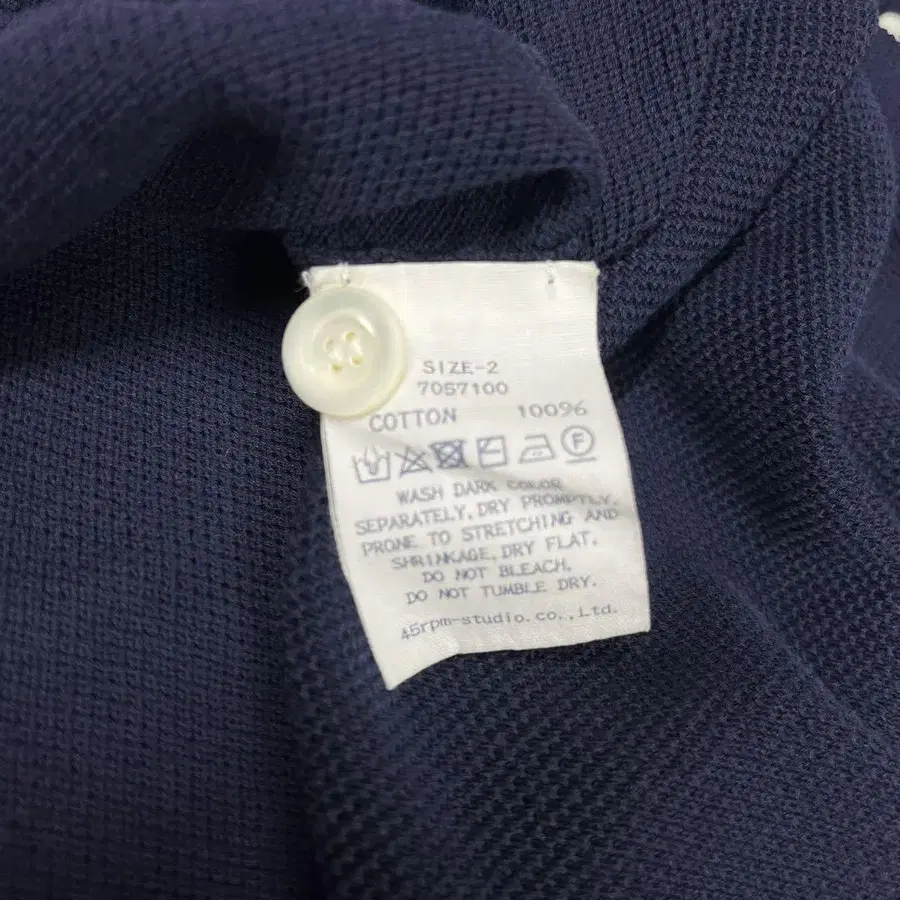 SIZE-2
7057100
COTTON 100%
F
WASH DARK COLOR
SEPARATELY.DRY PROMPTLY.
PRONE TO STRETCHING AND
SHRINKAGE.DRY FLAT.
DO NOT BLEACH.
DO NOT TUMBLE DRY.
45rpm-studio.co.,Ltd.